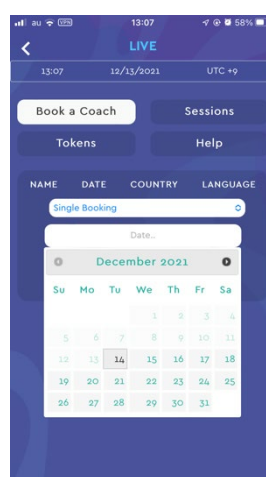 au VPN 13:07 58%
LIVE
13:07 12/13/2021 UTC +9
Book a Coach Sessions
Tokens Help
NAME DATE COUNTRY LANGUAGE
Single Booking
Date..
December 2021
Su Mo Tu We Th Fr Sa
1 2 3 4
5 6 7 8 9 10 11
12 13 14 15 16 17 18
19 20 21 22 23 24 25
26 27 28 29 30 31